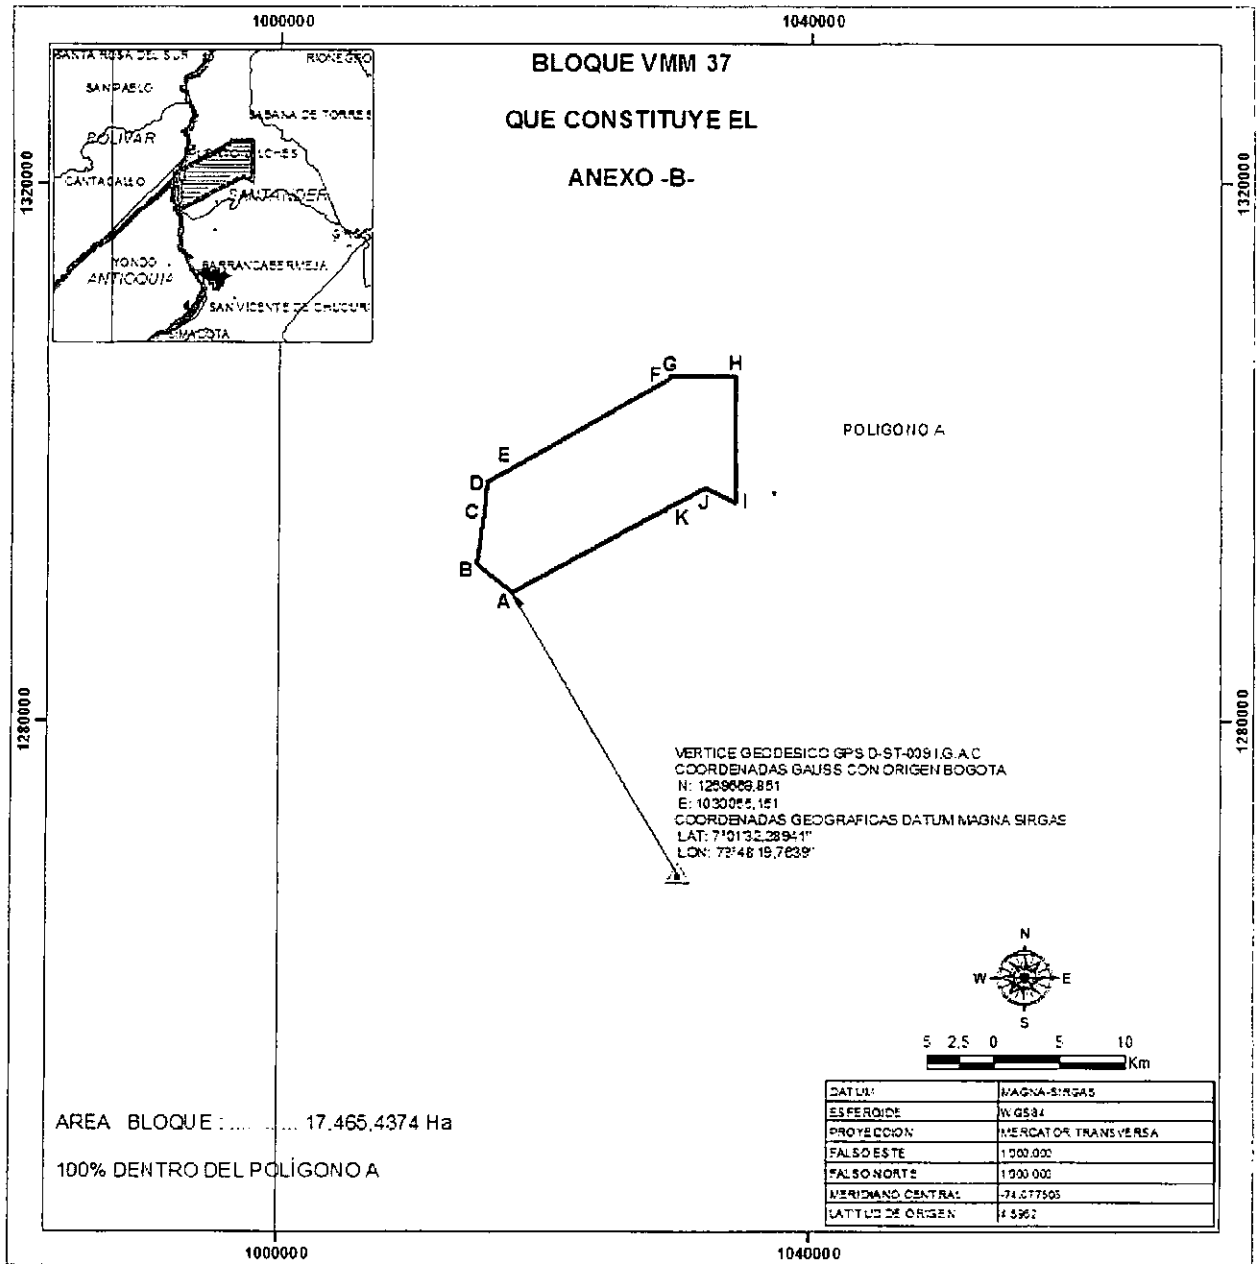 1000000
1040000
BLOQUE VMM 37
QUE CONSTITUYE EL
ANEXO -B-
SANTA ROSA DEL SUR
RIONEGRO
SAN PABLO
SABANA DE TORRES
BOLIVAR
CANTAGALLO
SANTANDER
YONDO
ANTIOQUIA
BARRANCABERMEJA
SAN VICENTE DE CHUCURI
SIMACOTA
1320000
1320000
G
H
F
POLIGONO A
E
D
C
J
I
K
B
A
1280000
1280000
VERTICE GEODESICO GPS D-ST-009 I.G.A.C
COORDENADAS GAUSS CON ORIGEN BOGOTA
N:
E:
COORDENADAS GEOGRAFICAS DATUM MAGNA SIRGAS
LAT:
LON:
N
W
E
S
5 2,5 0 5 10
Km
DATUM MAGNA-SIRGAS
ESFEROIDE WGS84
PROYECCION MERCATOR TRANSVERSA
FALSO ESTE 1.000.000
FALSO NORTE 1.000.000
MERIDIANO CENTRAL
LATITUD DE ORIGEN
AREA BLOQUE : .... ...... 17.465,4374 Ha
100% DENTRO DEL POLÍGONO A
1000000
1040000